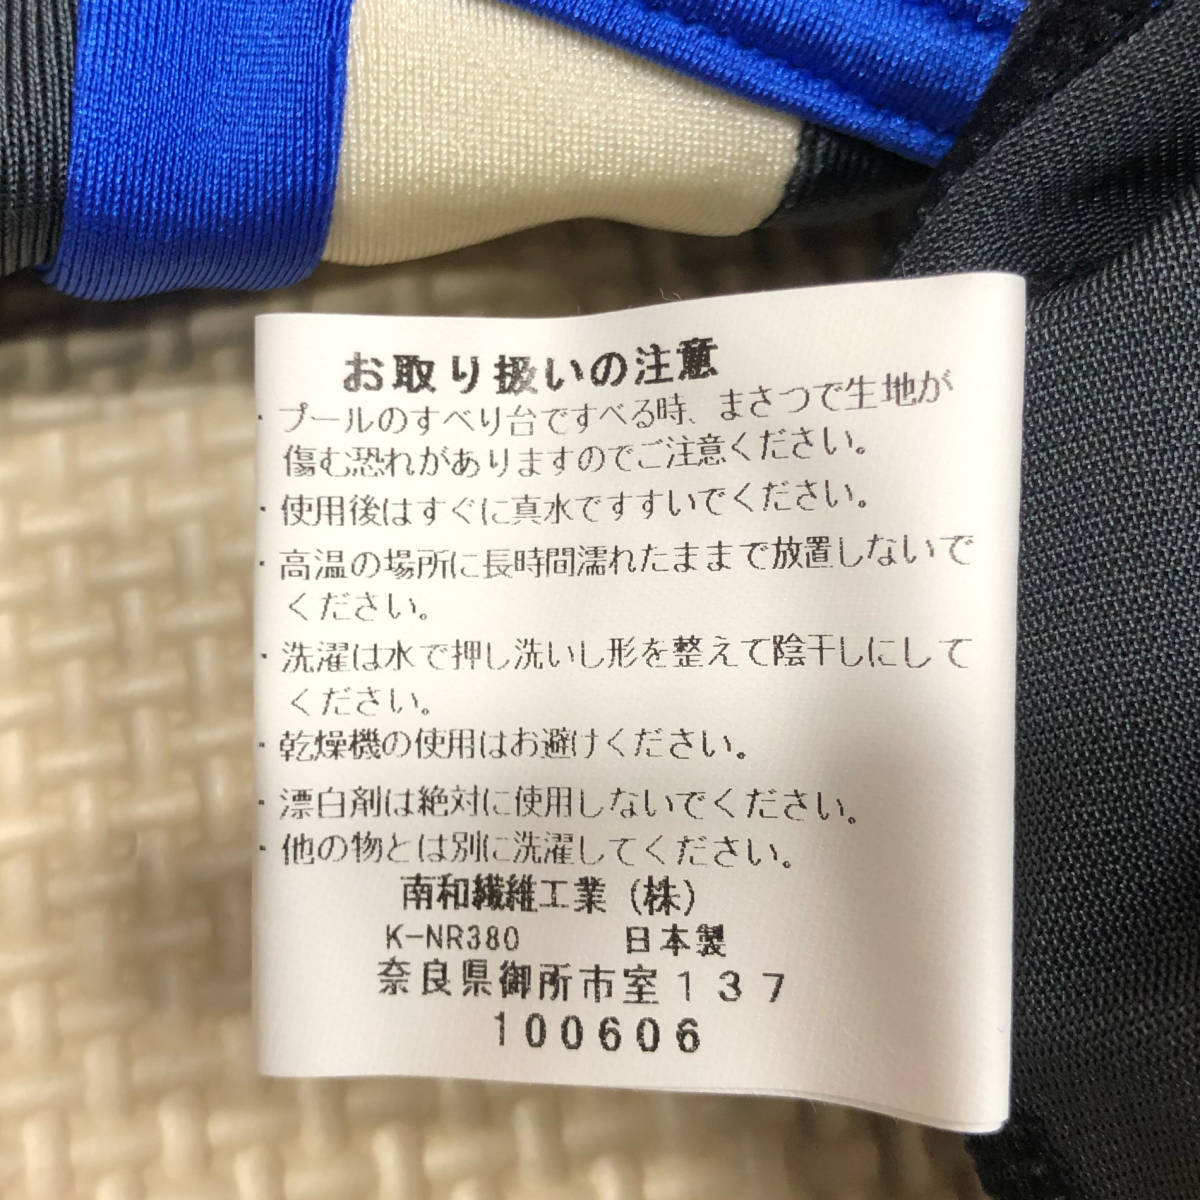 お取り扱いの注意
・プールのすべり台ですべる時、まさつで生地が
傷む恐れがありますのでご注意ください。
・使用後はすぐに真水ですすいでください。
・高温の場所に長時間濡れたままで放置しないで
ください。
・洗濯は水で押し洗いし形を整えて陰干しにして
ください。
・乾燥機の使用はお避けください。
・漂白剤は絶対に使用しないでください。
・他の物とは別に洗濯してください。
南和繊維工業（株）
K-NR380 日本製
奈良県御所市室１３７
１００６０６